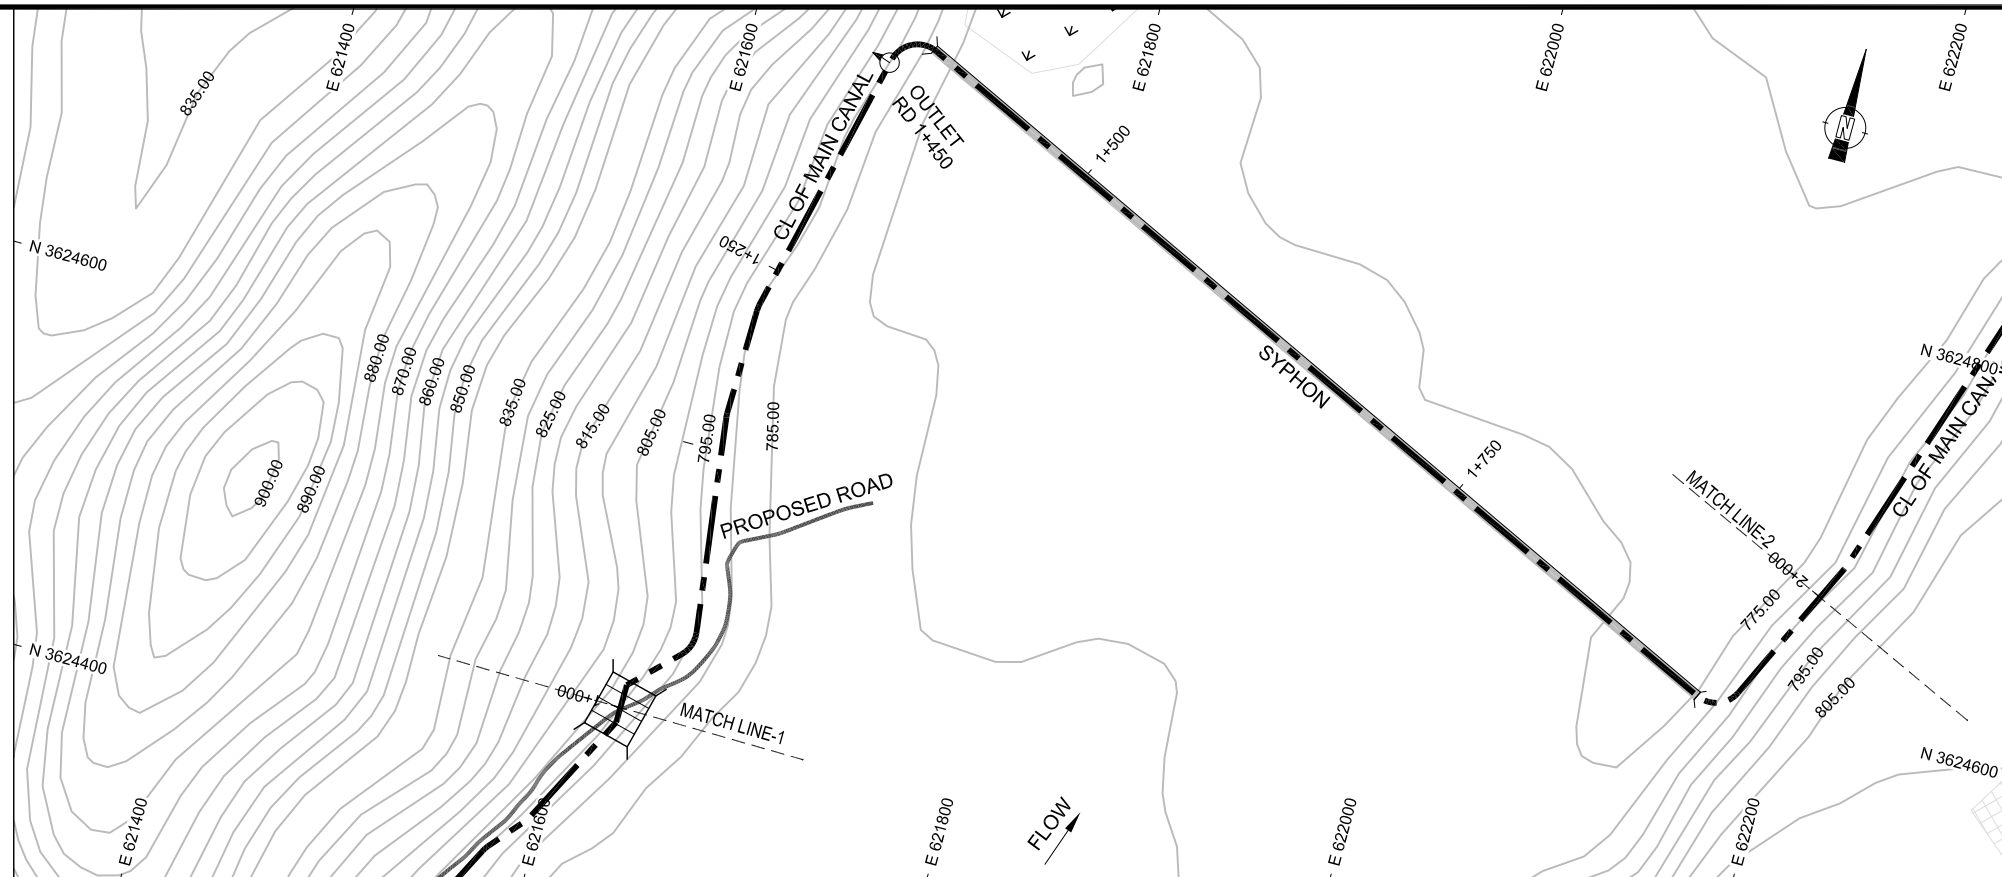 E 621400
E 621600
E 621800
E 622000
E 622200
835.00
CL OF MAIN CANAL
OUTLET
RD 1+450
1+500
N
1+250
N 3624600
880.00
870.00
860.00
850.00
835.00
825.00
815.00
805.00
795.00
785.00
SYPHON
N 3624800
CL OF MAIN CAN
900.00
890.00
1+750
PROPOSED ROAD
MATCH LINE-2
2+000
775.00
N 3624400
795.00
805.00
1+000
MATCH LINE-1
N 3624600
E 621400
E 621600
E 621800
FLOW
E 622000
E 622200